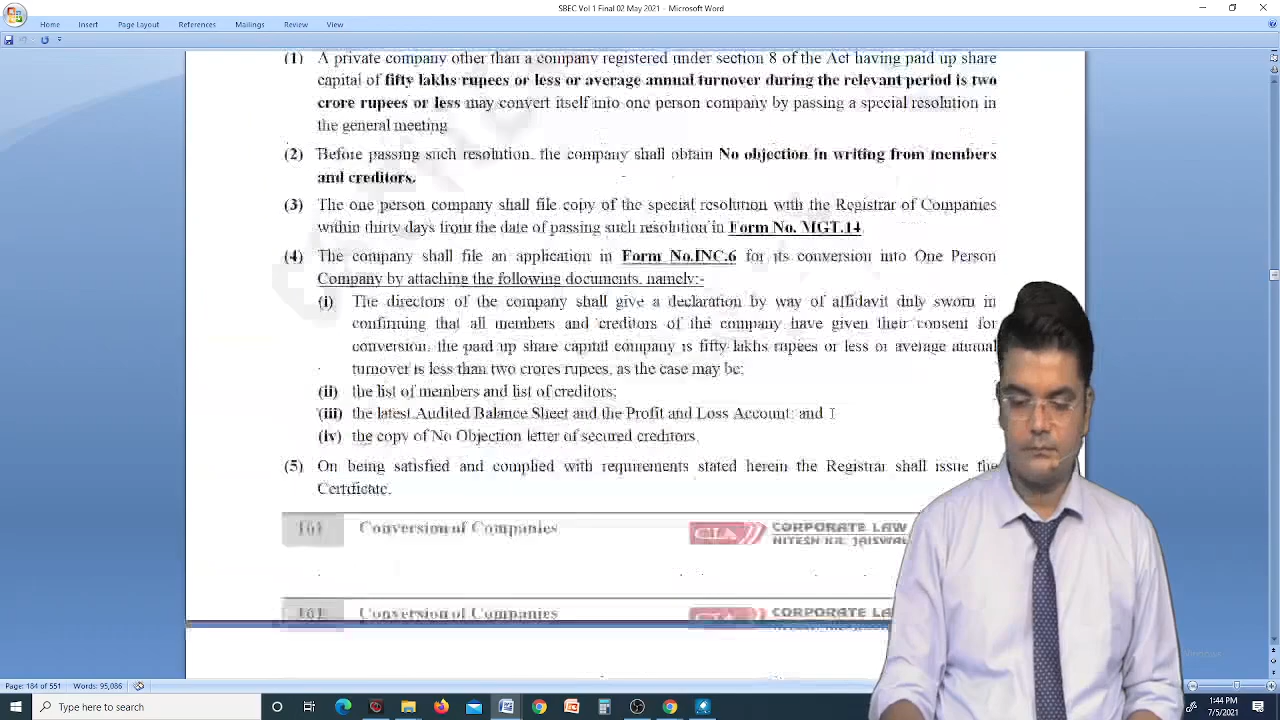 SBEC Vol 1 Final 02 May 2021 - Microsoft Word
Home Insert Page Layout References Mailings Review View
(1) A private company other than a company registered under section 8 of the Act having paid up share
capital of fifty lakhs rupees or less or average annual turnover during the relevant period is two
crore rupees or less may convert itself into one person company by passing a special resolution in
the general meeting
(2) Before passing such resolution, the company shall obtain No objection in writing from members
and creditors.
(3) The one person company shall file copy of the special resolution with the Registrar of Companies
within thirty days from the date of passing such resolution in Form No. MGT.14
(4) The company shall file an application in Form No.INC.6 for its conversion into One Person
Company by attaching the following documents, namely:-
(i) The directors of the company shall give a declaration by way of affidavit duly sworn in
confirming that all members and creditors of the company have given their consent for
conversion, the paid up share capital company is fifty lakhs rupees or less or average annual
turnover is less than two crores rupees, as the case may be;
(ii) the list of members and list of creditors;
(iii) the latest Audited Balance Sheet and the Profit and Loss Account; and
(iv) the copy of No Objection letter of secured creditors.
(5) On being satisfied and complied with requirments stated herein the Registrar shall issue the
Certificate.
161 Conversion of Companies CLA CORPORATE LAW
NITESH KR. JAISWAL
161 Conversion of Companies CORPORATE LA
Page: 184 of 551 Words: 95,086
Type here to search
1:44 PM
7/5/2021